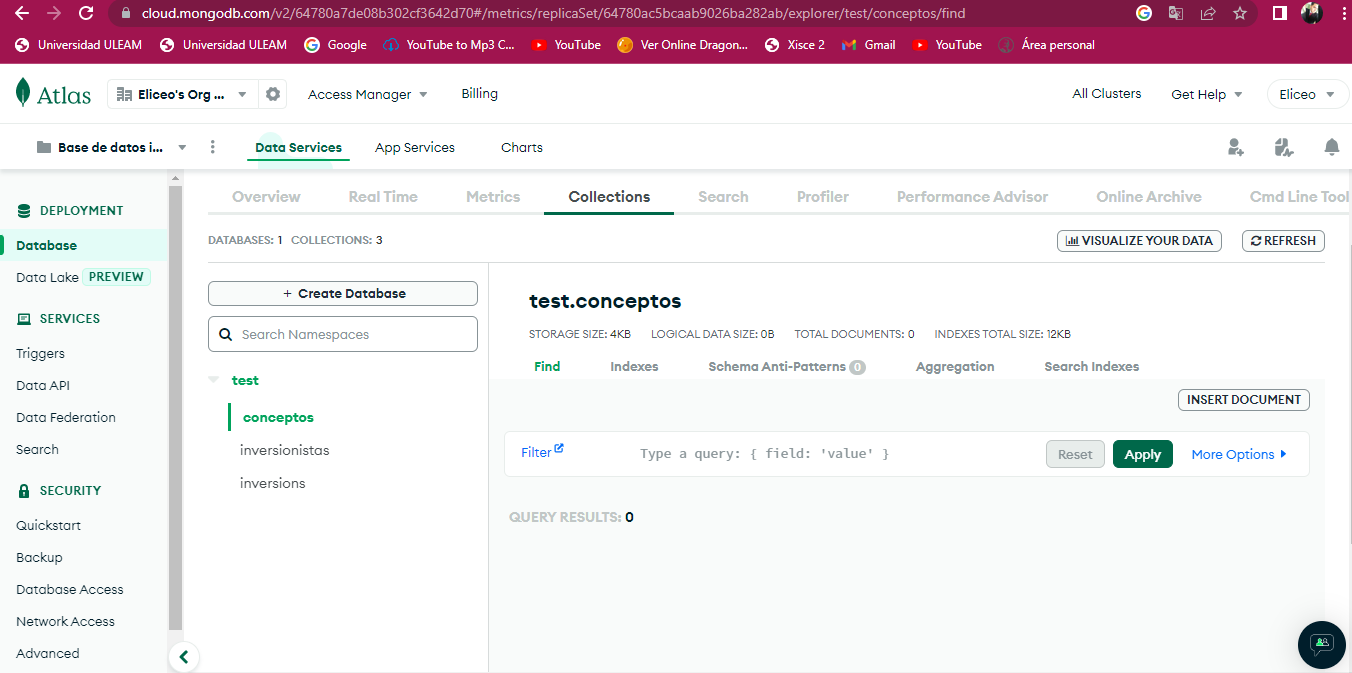 cloud.mongodb.com/v2/64780a7de08b302cf3642d70#/metrics/replicaSet/64780ac5bcaab9026ba282ab/explorer/test/conceptos/find
Universidad ULEAM Universidad ULEAM Google YouTube to Mp3 C... YouTube Ver Online Dragon... Xisce 2 Gmail YouTube Área personal
Atlas Eliceo's Org ... Access Manager Billing All Clusters Get Help Eliceo
Base de datos i... Data Services App Services Charts
Overview Real Time Metrics Collections Search Profiler Performance Advisor Online Archive Cmd Line Tool
DEPLOYMENT
Database
Data Lake PREVIEW
SERVICES
Triggers
Data API
Data Federation
Search
SECURITY
Quickstart
Backup
Database Access
Network Access
Advanced
DATABASES: 1 COLLECTIONS: 3
VISUALIZE YOUR DATA REFRESH
+ Create Database
Search Namespaces
test
conceptos
inversionistas
inversions
test.conceptos
STORAGE SIZE: 4KB LOGICAL DATA SIZE: 0B TOTAL DOCUMENTS: 0 INDEXES TOTAL SIZE: 12KB
Find Indexes Schema Anti-Patterns 0 Aggregation Search Indexes
INSERT DOCUMENT
Filter Type a query: { field: 'value' } Reset Apply More Options
QUERY RESULTS: 0